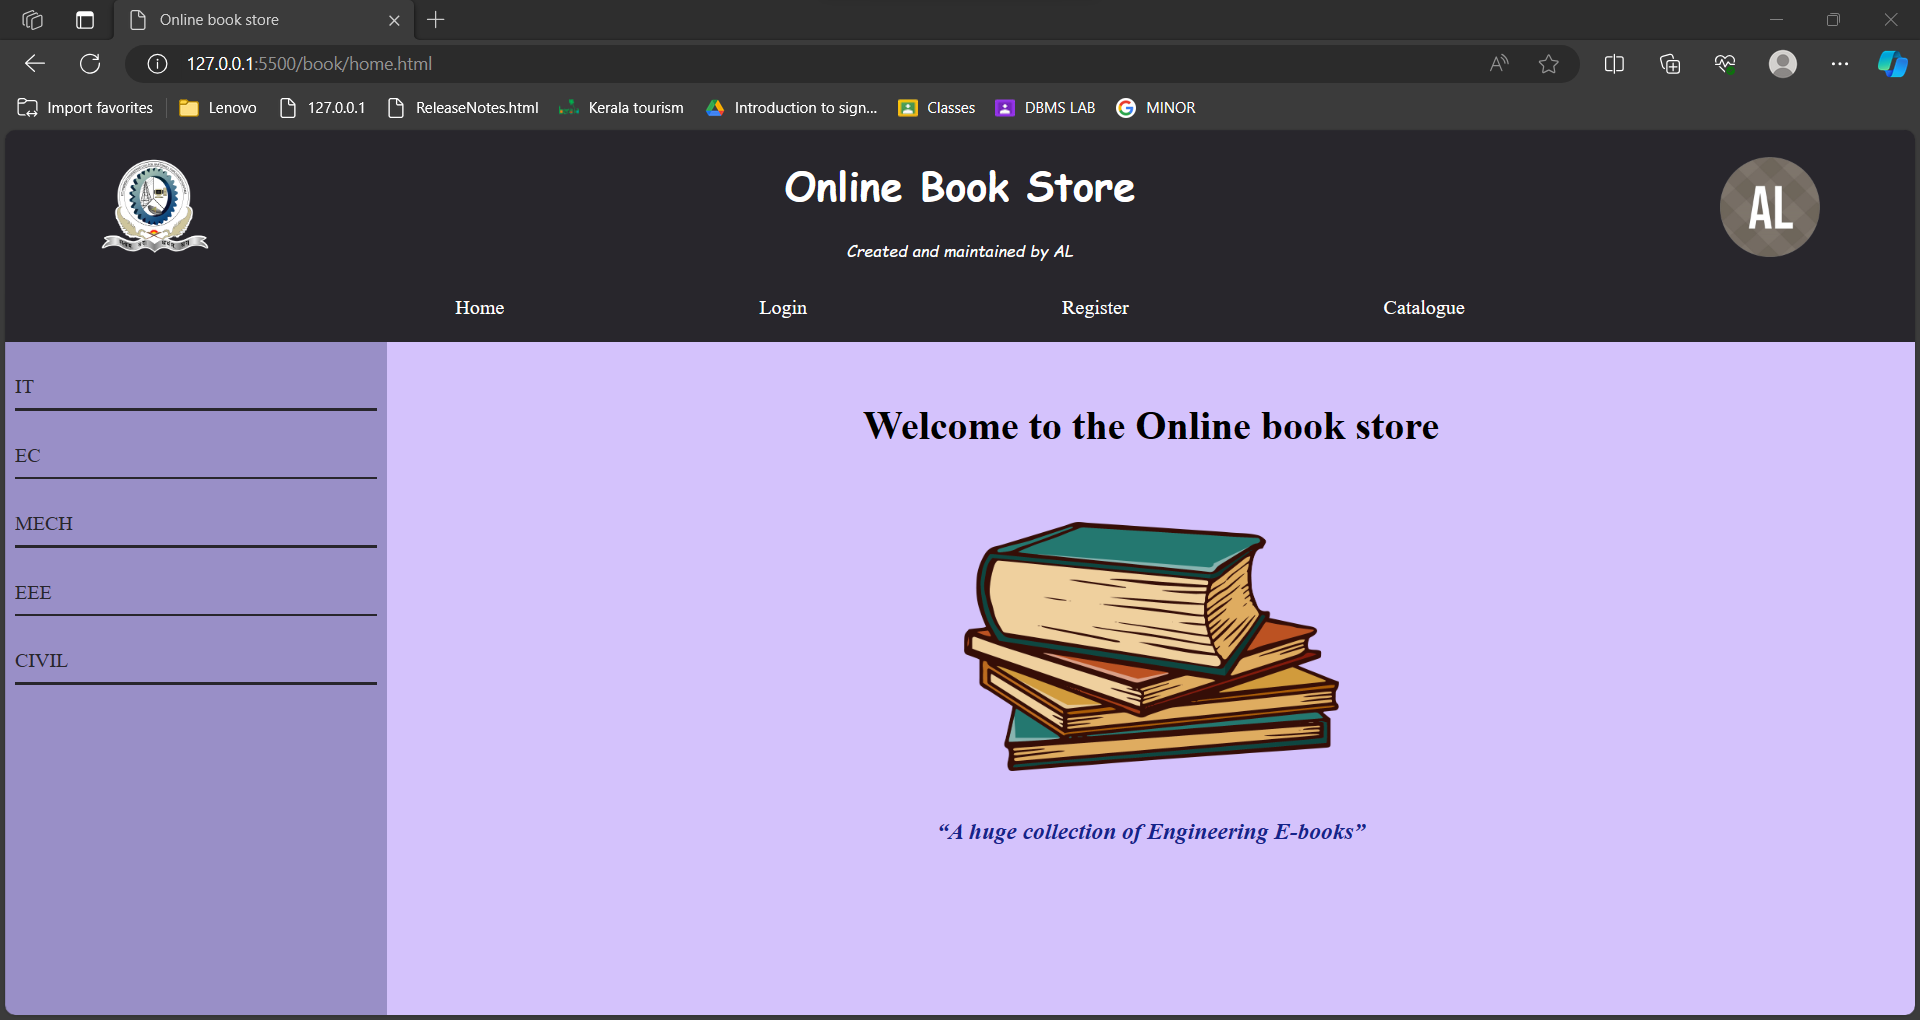 Online book store
127.0.0.1:5500/book/home.html
Import favorites Lenovo 127.0.0.1 ReleaseNotes.html Kerala tourism Introduction to sign... Classes DBMS LAB MINOR
Online Book Store
AL
Created and maintained by AL
Home Login Register Catalogue
IT
EC
MECH
EEE
CIVIL
Welcome to the Online book store
“A huge collection of Engineering E-books”